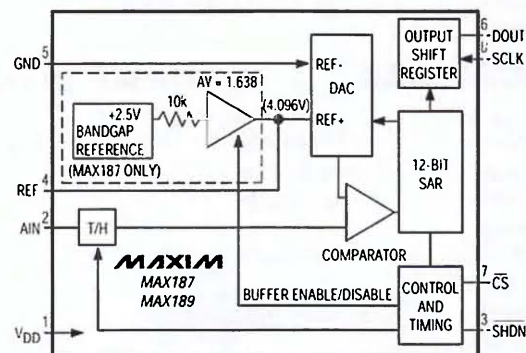 6
DOUT
8
SCLK
OUTPUT
SHIFT
REGISTER
5
GND
AV = 1.638
REF-
DAC
REF+
10k
(4.096V)
+2.5V
BANDGAP
REFERENCE
(MAX187 ONLY)
12-BIT
SAR
4
REF
2
AIN
T/H
COMPARATOR
MAXIM
MAX187
MAX189
BUFFER ENABLE/DISABLE
CONTROL
AND
TIMING
7
CS
3
SHDN
1
VDD